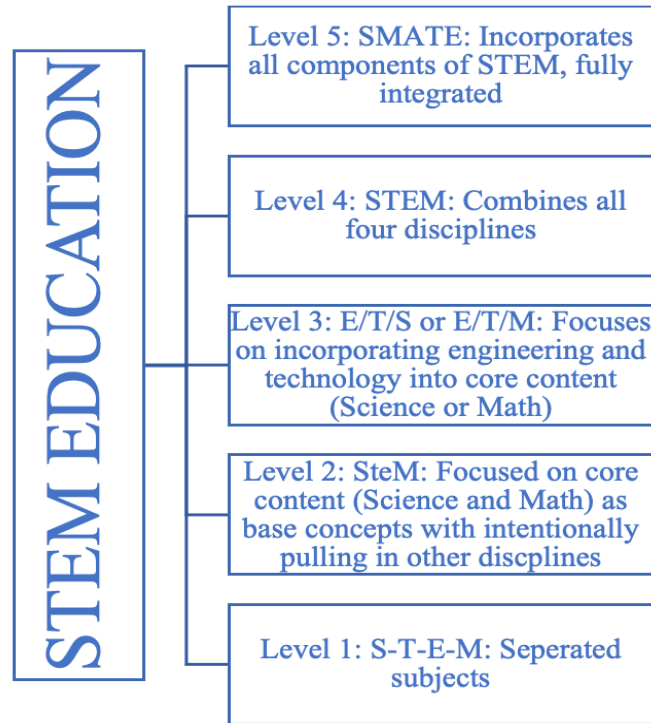 STEM EDUCATION
Level 5: SMATE: Incorporates
all components of STEM, fully
integrated
Level 4: STEM: Combines all
four disciplines
Level 3: E/T/S or E/T/M: Focuses
on incorporating engineering and
technology into core content
(Science or Math)
Level 2: SteM: Focused on core
content (Science and Math) as
base concepts with intentionally
pulling in other discplines
Level 1: S-T-E-M: Seperated
subjects